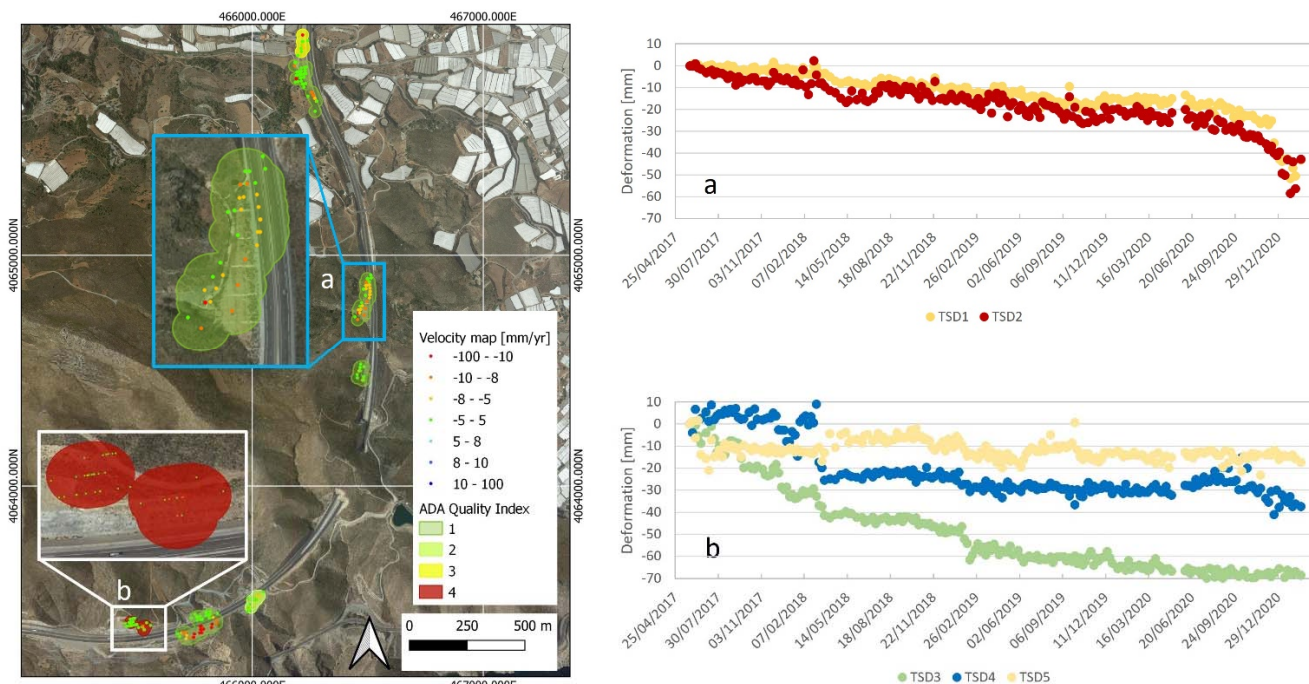 466000.000E 467000.000E
4065000.000N
4064000.000N
a
b
Velocity map [mm/yr]
-100 - -10
-10 - -8
-8 - -5
-5 - 5
5 - 8
8 - 10
10 - 100
ADA Quality Index
1
2
3
4
0 250 500 m
4065000.000N
4064000.000N
466000.000E 467000.000E
Deformation [mm]
10
0
-10
-20
-30
-40
-50
-60
-70
a
25/04/2017 30/07/2017 03/11/2017 07/02/2018 14/05/2018 18/08/2018 22/11/2018 26/02/2019 02/06/2019 06/09/2019 11/12/2019 16/03/2020 20/06/2020 24/09/2020 29/12/2020
TSD1 TSD2
Deformation [mm]
10
0
-10
-20
-30
-40
-50
-60
-70
b
25/04/2017 30/07/2017 03/11/2017 07/02/2018 14/05/2018 18/08/2018 22/11/2018 26/02/2019 02/06/2019 06/09/2019 11/12/2019 16/03/2020 20/06/2020 24/09/2020 29/12/2020
TSD3 TSD4 TSD5